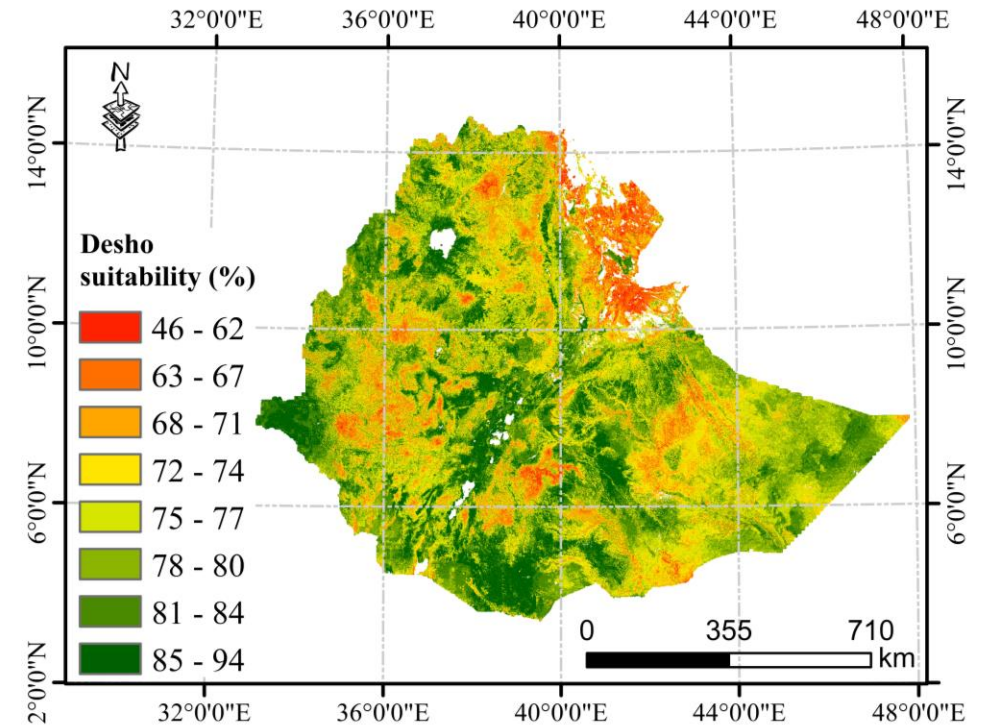 32°0'0"E 36°0'0"E 40°0'0"E 44°0'0"E 48°0'0"E
N
14°0'0"N
14°0'0"N
Desho
suitability (%)
46 - 62
63 - 67
68 - 71
72 - 74
75 - 77
78 - 80
81 - 84
85 - 94
10°0'0"N
10°0'0"N
6°0'0"N
6°0'0"N
0 355 710
km
2°0'0"N
32°0'0"E 36°0'0"E 40°0'0"E 44°0'0"E 48°0'0"E